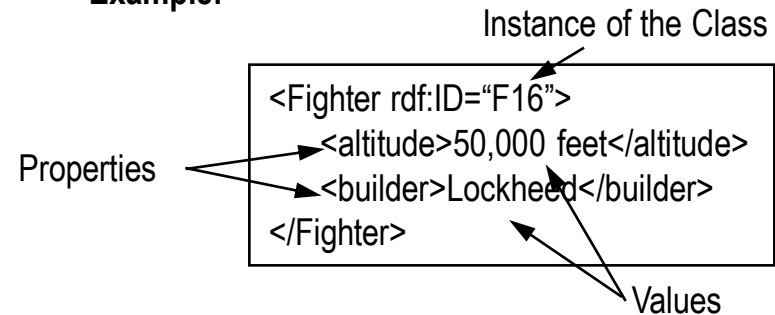 Example:
Instance of the Class
<Fighter rdf:ID=“F16”>
<altitude>50,000 feet</altitude>
Properties
<builder>Lockheed</builder>
</Fighter>
Values